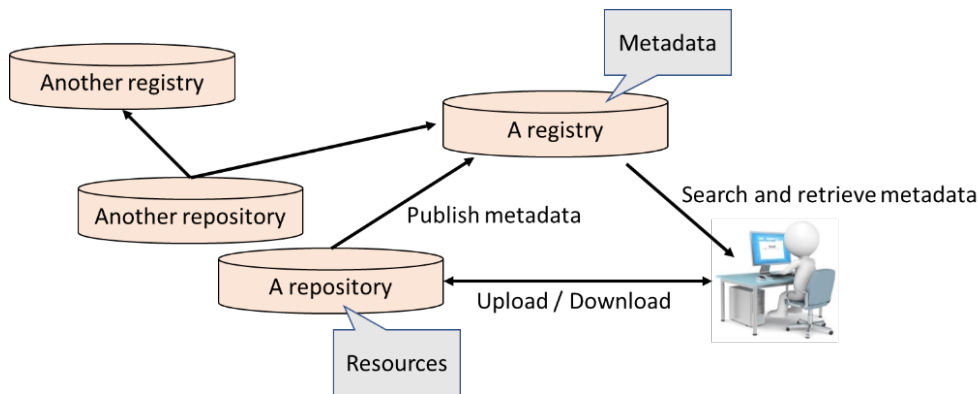 Metadata
Another registry
A registry
Search and retrieve metadata
Another repository
Publish metadata
A repository
Upload / Download
Resources